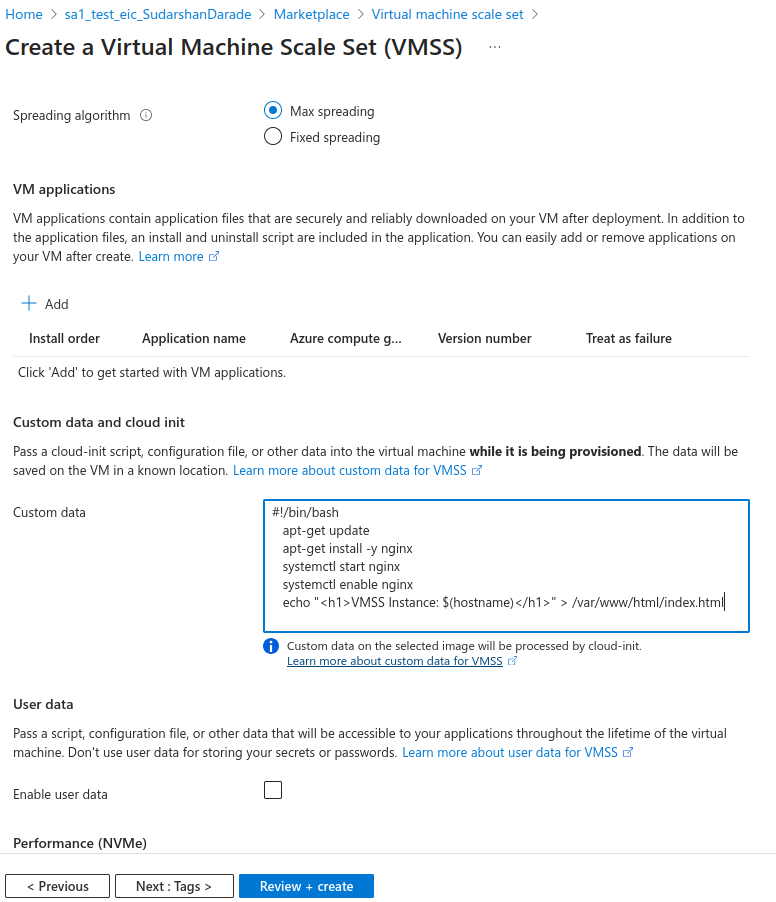 Home > sa1_test_eic_SudarshanDarade > Marketplace > Virtual machine scale set >
Create a Virtual Machine Scale Set (VMSS) ...
Spreading algorithm
Max spreading
Fixed spreading
VM applications
VM applications contain application files that are securely and reliably downloaded on your VM after deployment. In addition to
the application files, an install and uninstall script are included in the application. You can easily add or remove applications on
your VM after create. Learn more
Add
Install order Application name Azure compute g... Version number Treat as failure
Click 'Add' to get started with VM applications.
Custom data and cloud init
Pass a cloud-init script, configuration file, or other data into the virtual machine while it is being provisioned. The data will be
saved on the VM in a known location. Learn more about custom data for VMSS
Custom data
#!/bin/bash
apt-get update
apt-get install -y nginx
systemctl start nginx
systemctl enable nginx
echo "<h1>VMSS Instance: $(hostname)</h1>" > /var/www/html/index.html
Custom data on the selected image will be processed by cloud-init.
Learn more about custom data for VMSS
User data
Pass a script, configuration file, or other data that will be accessible to your applications throughout the lifetime of the virtual
machine. Don't use user data for storing your secrets or passwords. Learn more about user data for VMSS
Enable user data
Performance (NVMe)
< Previous Next : Tags > Review + create